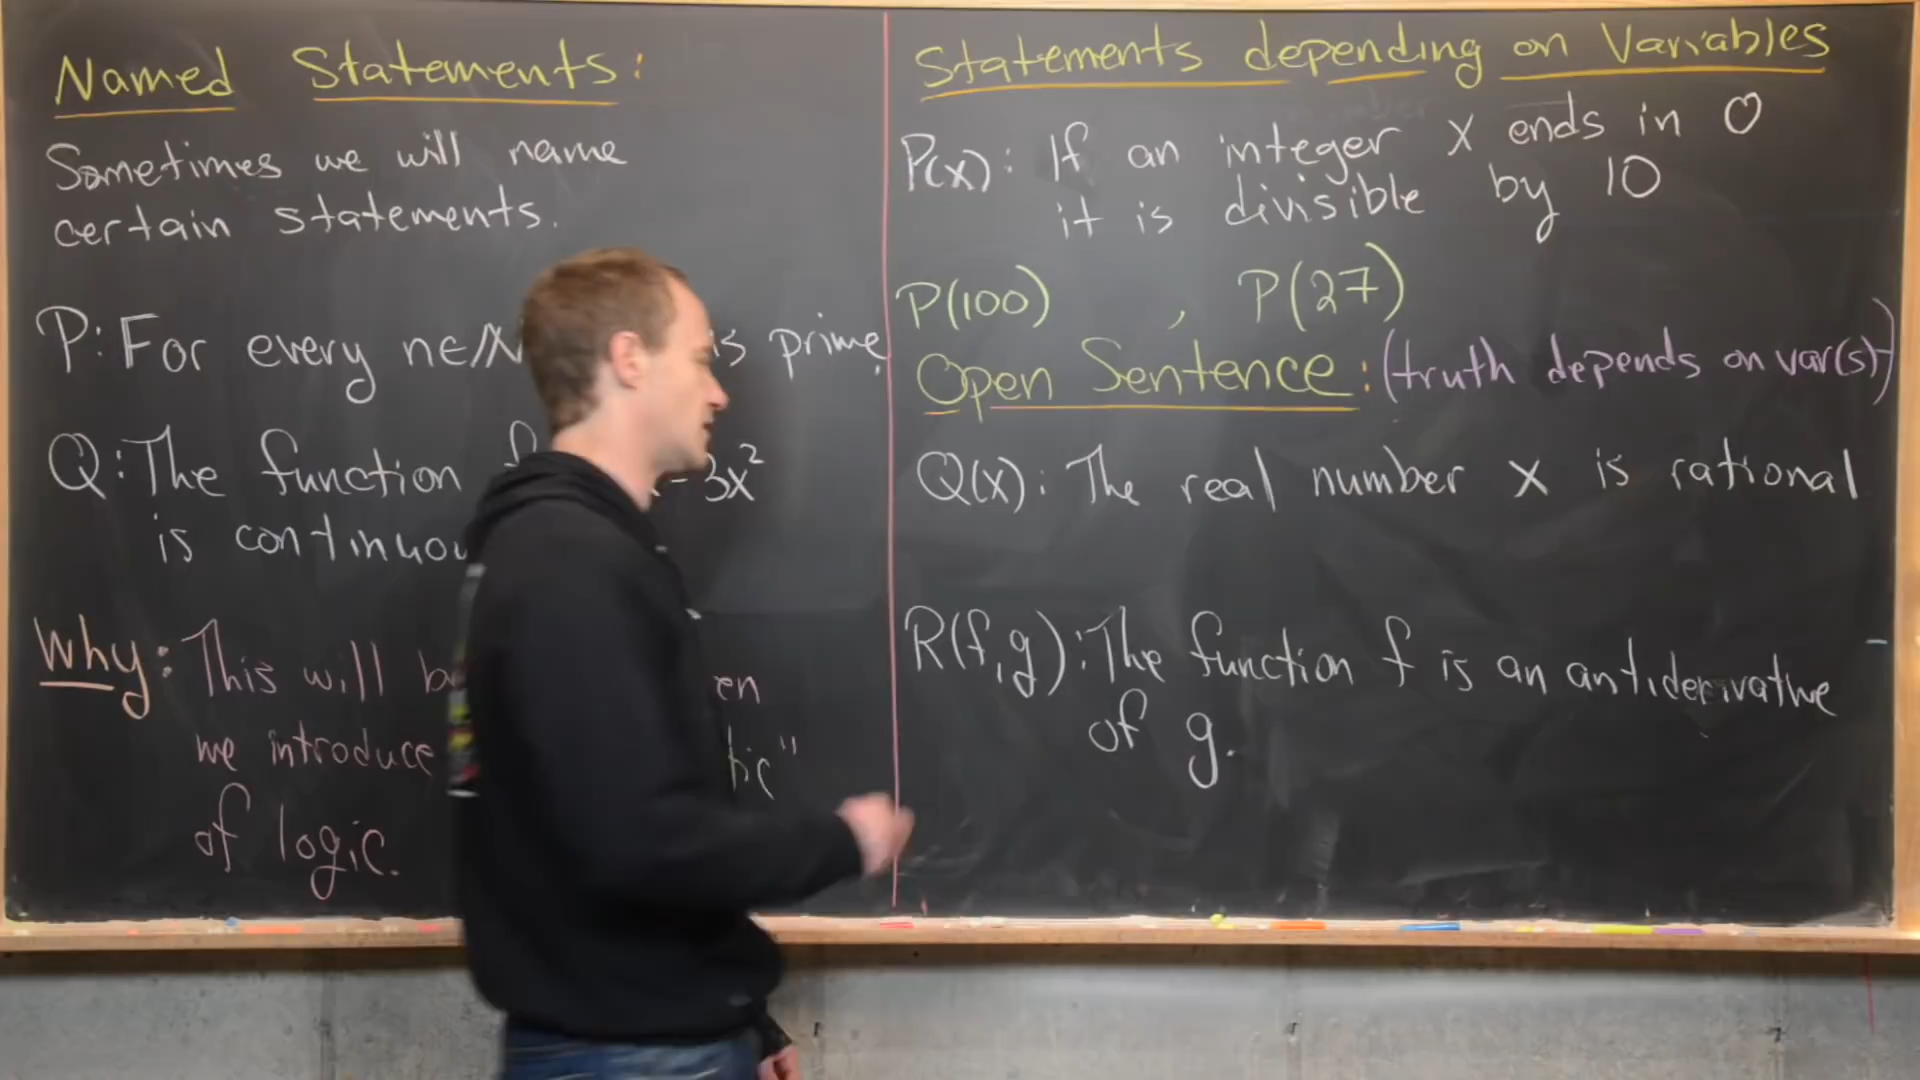 Named Statements:
Sometimes we will name
certain statements.
P: For every n∈ℕ is prime.
Q: The function f - 3x²
is continuou
Why: This will b en
we introduce tic"
of logic.
Statements depending on Variables
P(x): If an integer x ends in 0
it is divisible by 10
P(100) , P(27)
Open Sentence: (truth depends on var(s))
Q(x): The real number x is rational
R(f,g): The function f is an antiderivative
of g.